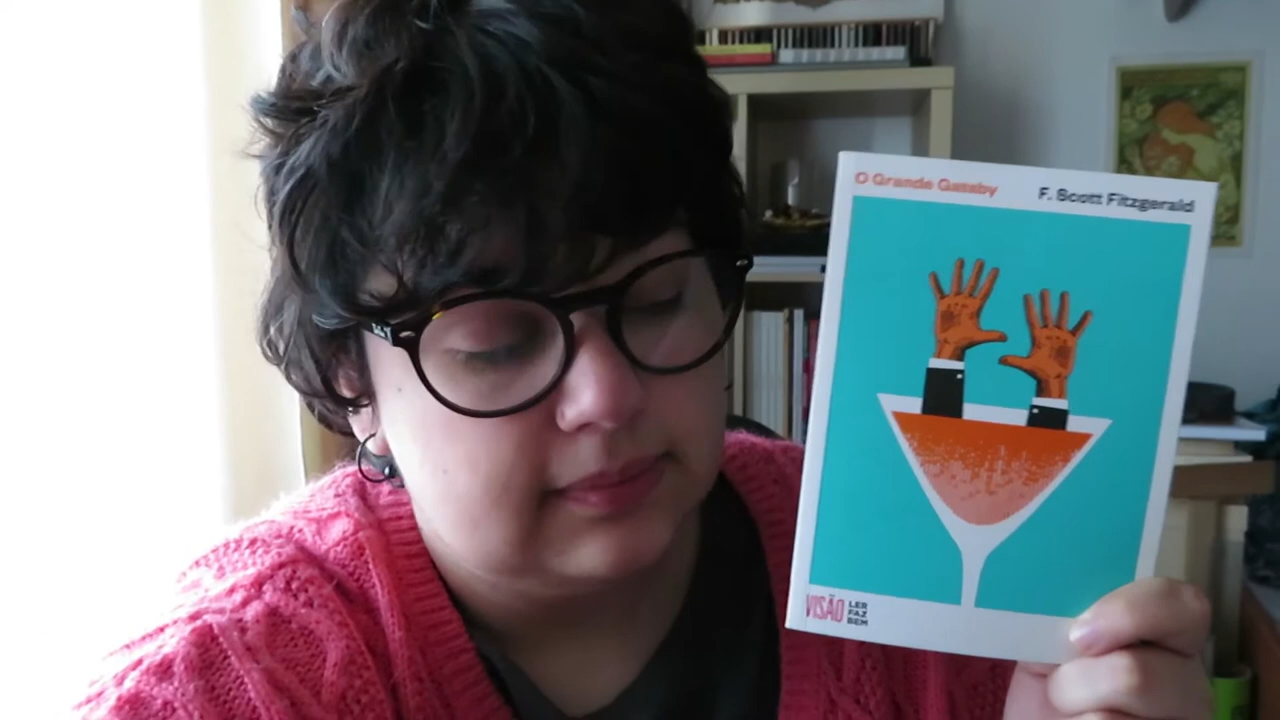 O Grande Gatsby
F. Scott Fitzgerald
VISÃO
LER
FAZ
BEM